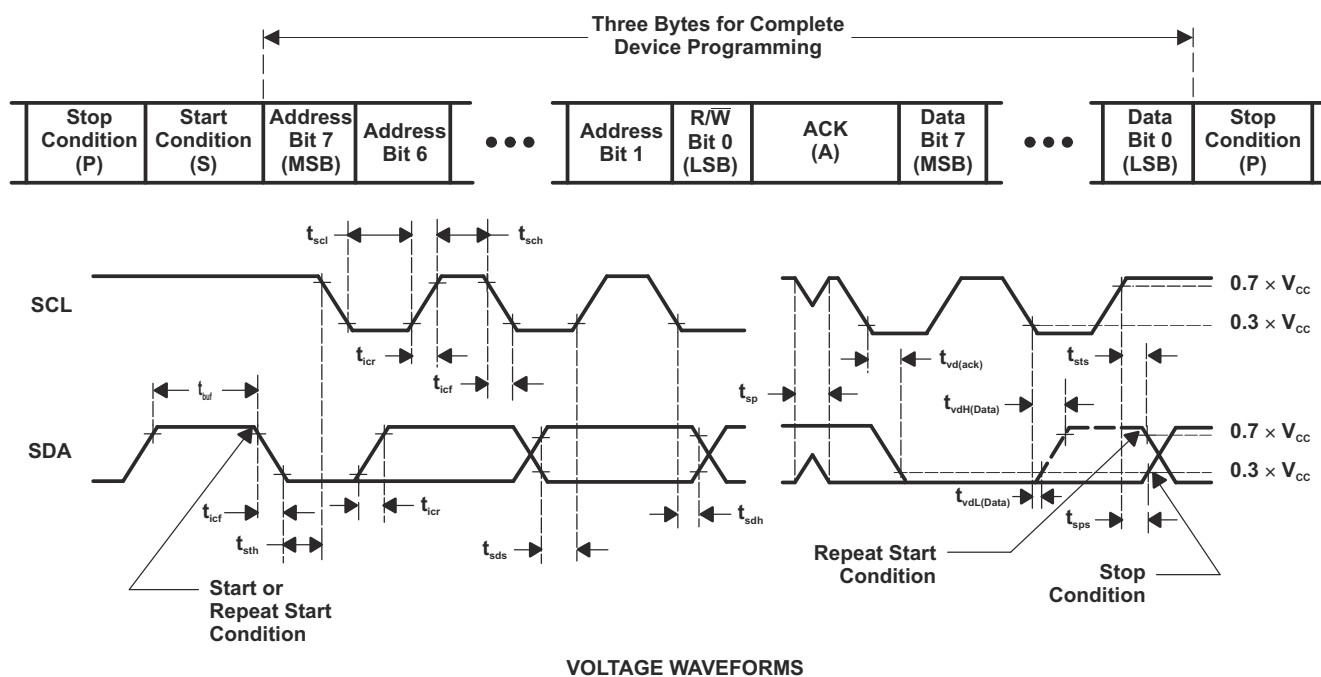 Three Bytes for Complete
Device Programming
Stop
Condition
(P)
Start
Condition
(S)
Address
Bit 7
(MSB)
Address
Bit 6
•••
Address
Bit 1
R/W̅
Bit 0
(LSB)
ACK
(A)
Data
Bit 7
(MSB)
•••
Data
Bit 0
(LSB)
Stop
Condition
(P)
tscl
tsch
SCL
0.7 × VCC
0.3 × VCC
ticr
ticf
tvd(ack)
tsts
tbuf
tsp
tvdH(Data)
SDA
0.7 × VCC
0.3 × VCC
ticf
ticr
tsth
tsds
tsdh
tvdL(Data)
tsps
Start or
Repeat Start
Condition
Repeat Start
Condition
Stop
Condition
VOLTAGE WAVEFORMS